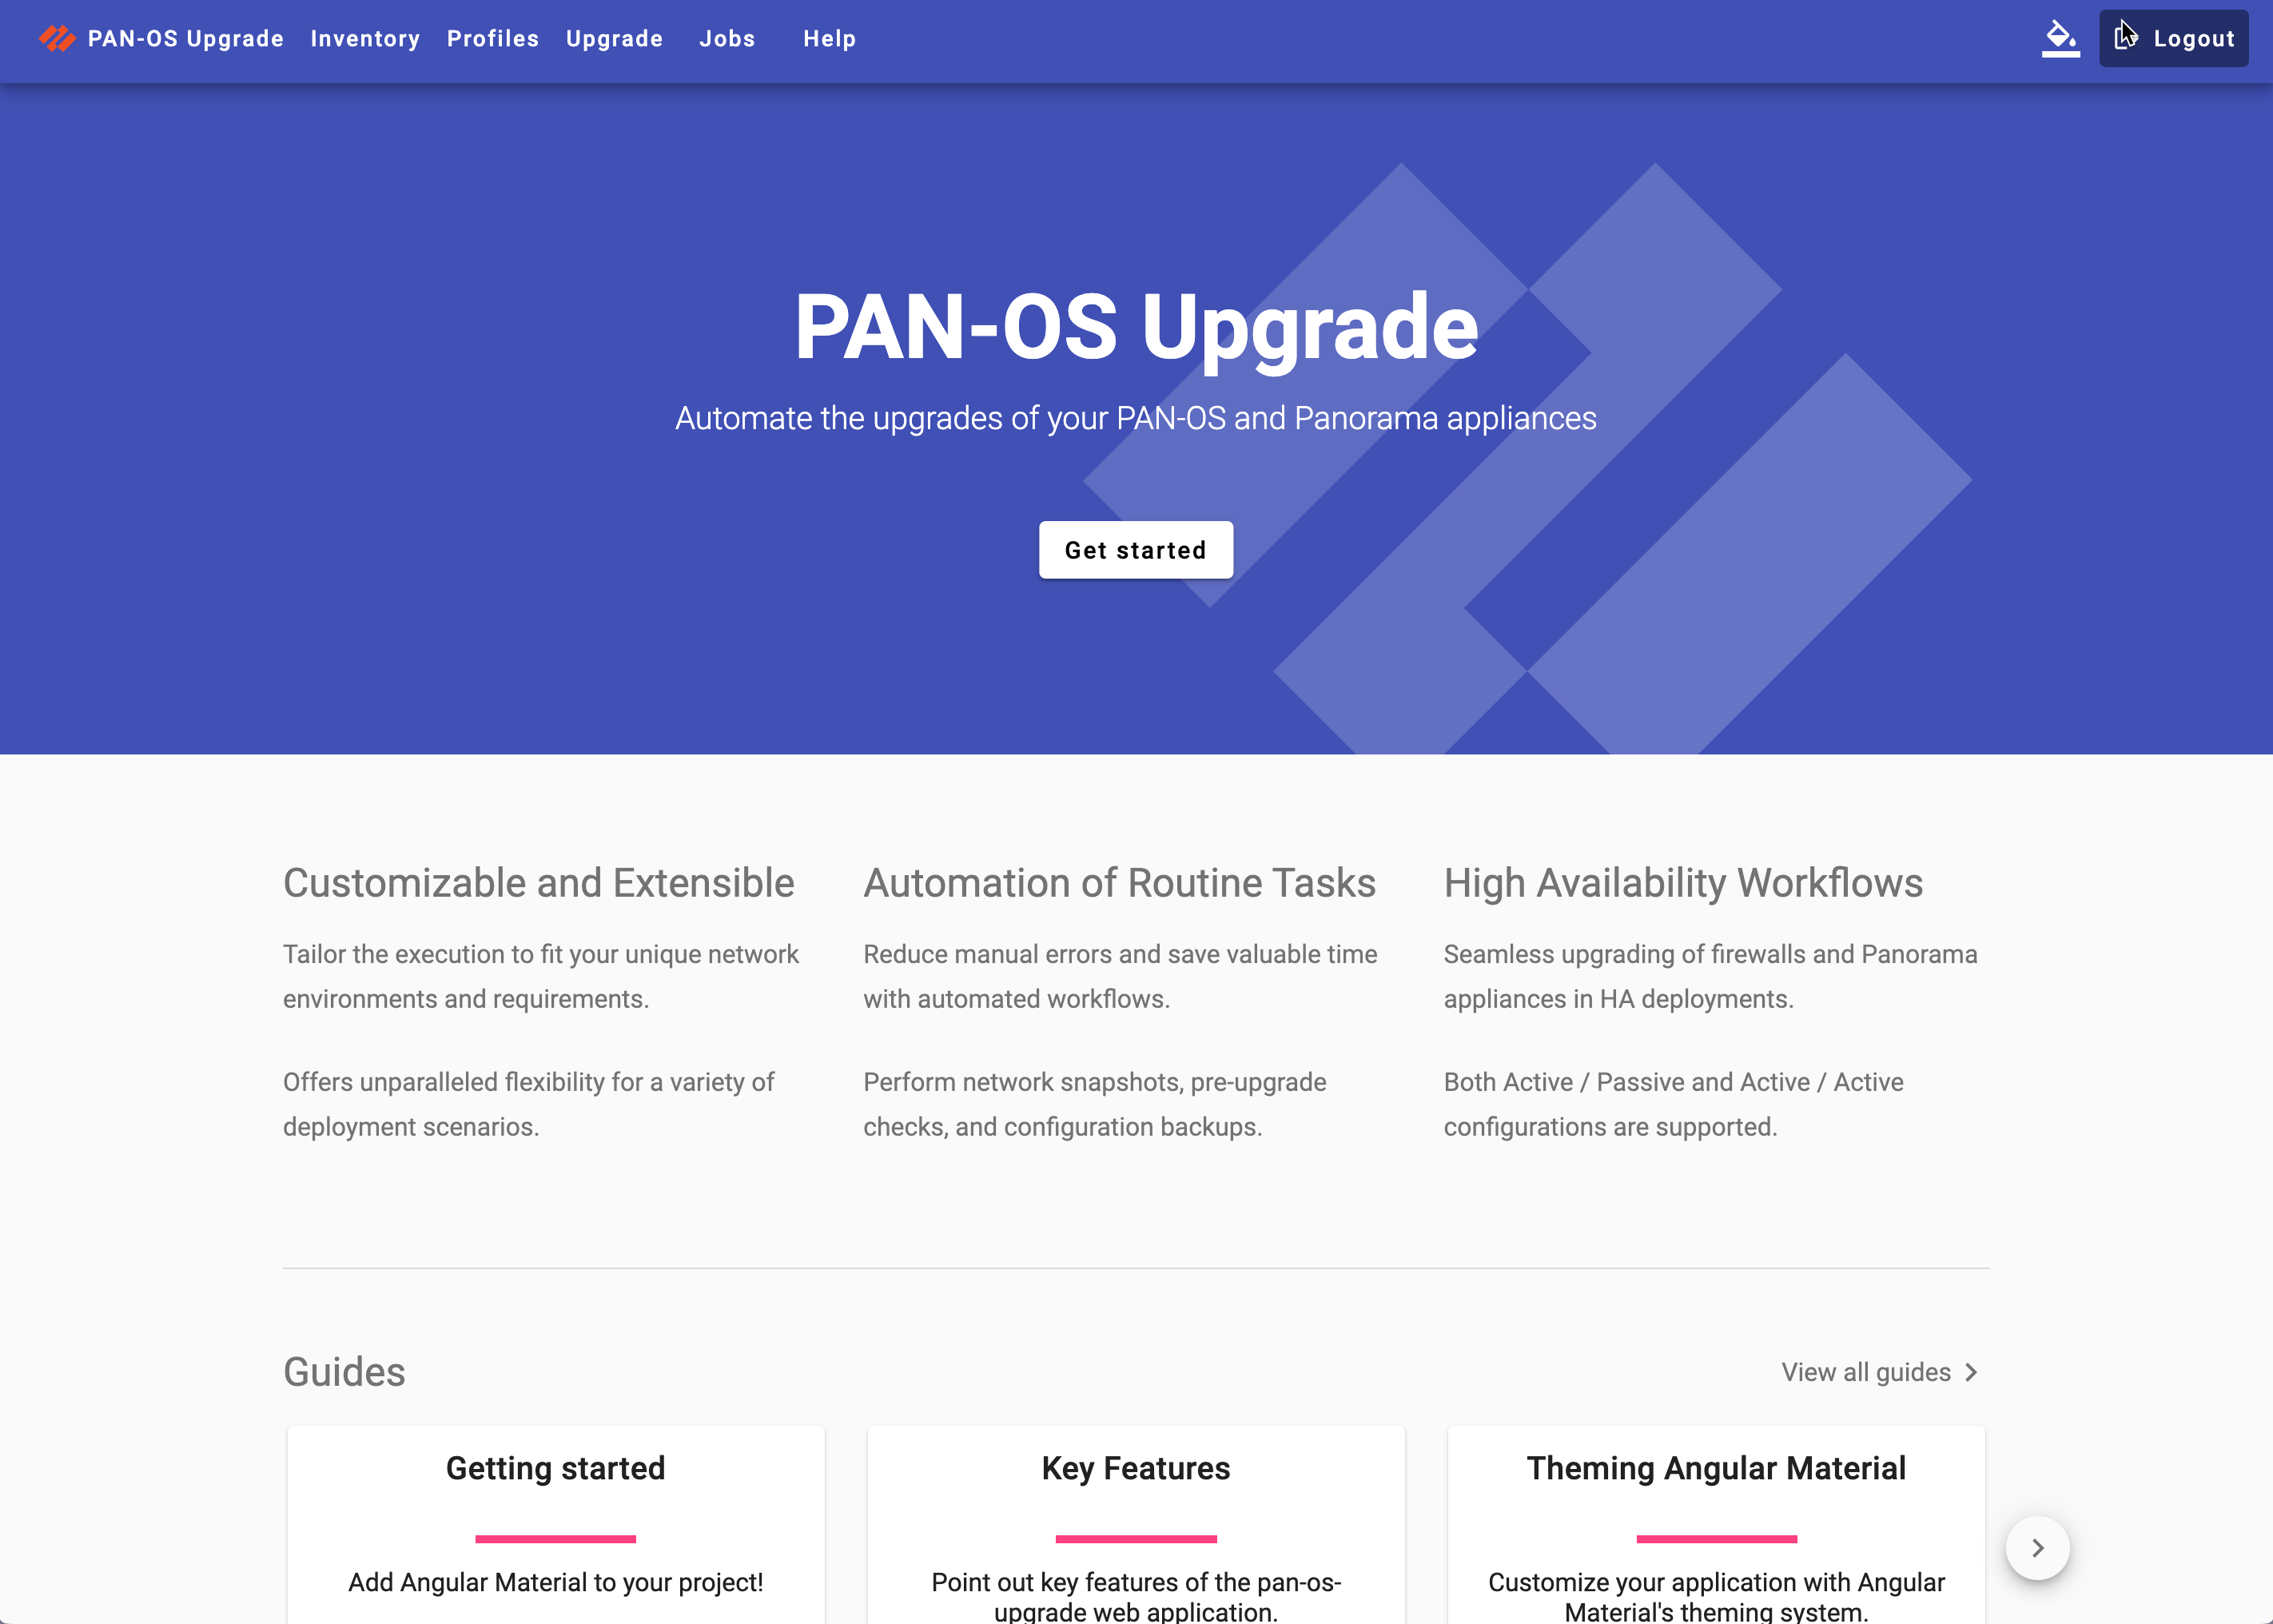 PAN-OS Upgrade Inventory Profiles Upgrade Jobs Help Logout
PAN-OS Upgrade
Automate the upgrades of your PAN-OS and Panorama appliances
Get started
Customizable and Extensible
Tailor the execution to fit your unique network
environments and requirements.
Offers unparalleled flexibility for a variety of
deployment scenarios.
Automation of Routine Tasks
Reduce manual errors and save valuable time
with automated workflows.
Perform network snapshots, pre-upgrade
checks, and configuration backups.
High Availability Workflows
Seamless upgrading of firewalls and Panorama
appliances in HA deployments.
Both Active / Passive and Active / Active
configurations are supported.
Guides
View all guides
Getting started
Add Angular Material to your project!
Key Features
Point out key features of the pan-os-
upgrade web application.
Theming Angular Material
Customize your application with Angular
Material's theming system.